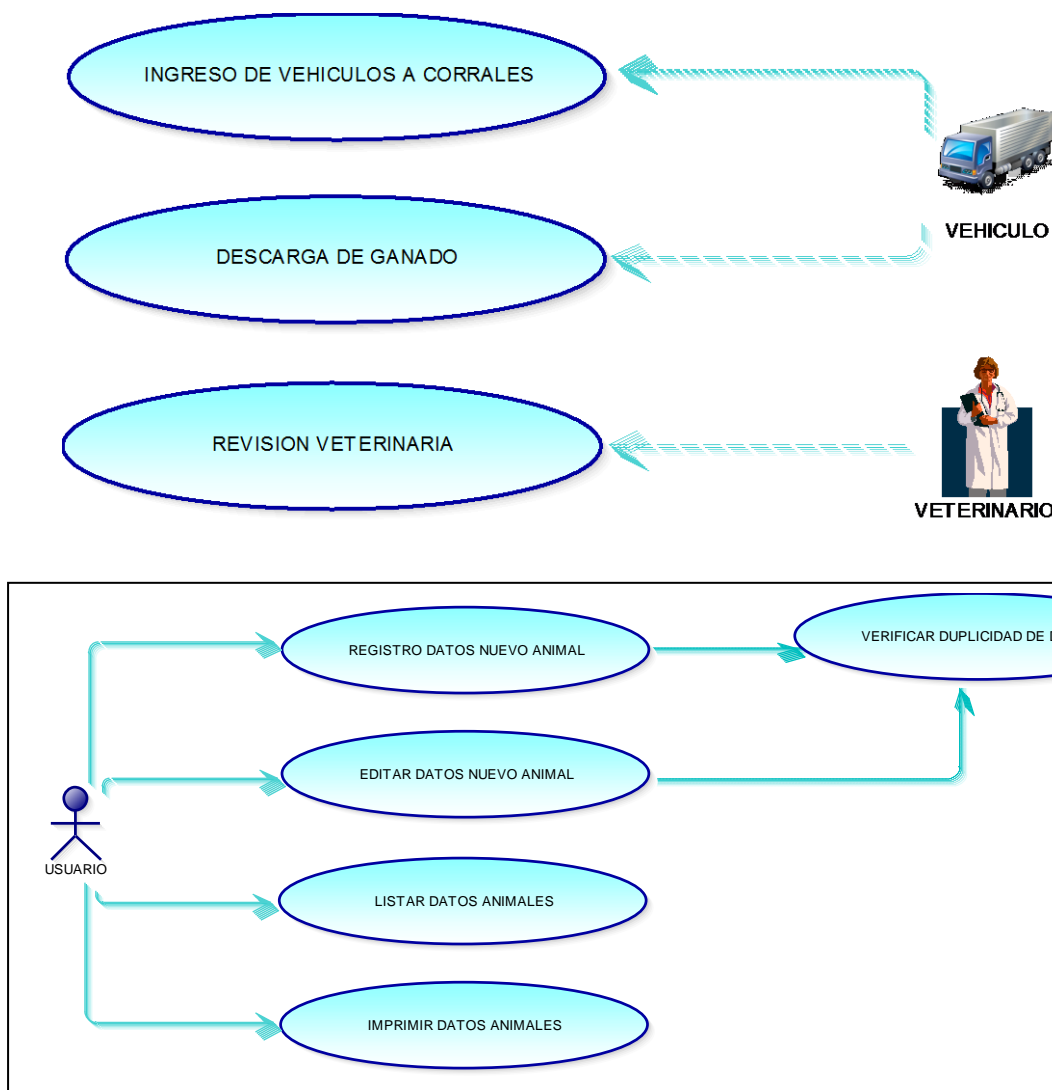 INGRESO DE VEHICULOS A CORRALES
VEHICULO
DESCARGA DE GANADO
REVISION VETERINARIA
VETERINARIO
REGISTRO DATOS NUEVO ANIMAL
VERIFICAR DUPLICIDAD DE
EDITAR DATOS NUEVO ANIMAL
USUARIO
LISTAR DATOS ANIMALES
IMPRIMIR DATOS ANIMALES